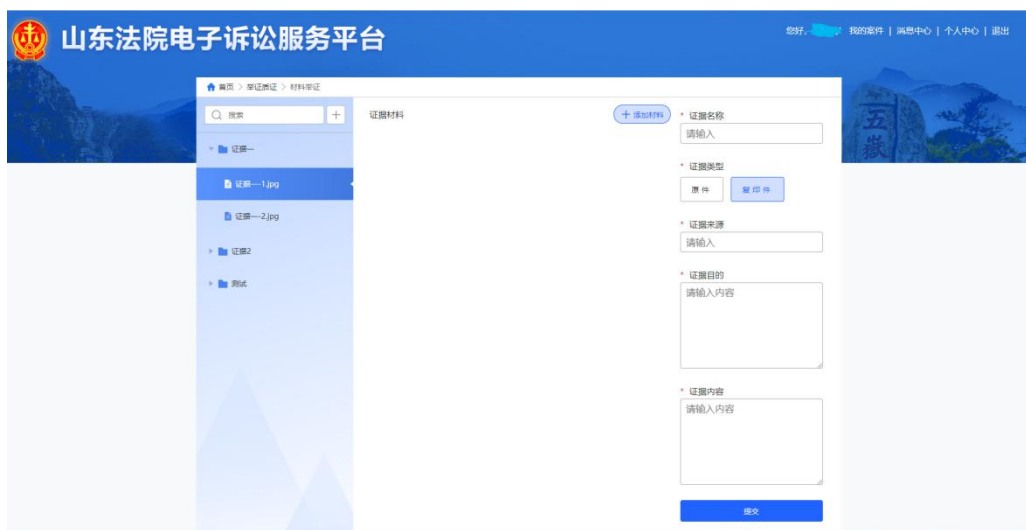 山东法院电子诉讼服务平台
您好, 我的案件 | 消息中心 | 个人中心 | 退出
首页 > 举证质证 > 材料举证
搜索
证据一
证据一--1.jpg
证据一--2.jpg
证据2
测试
证据材料
+ 添加材料
* 证据名称
请输入
* 证据类型
原 件 复 印 件
* 证据来源
请输入
* 证据目的
请输入内容
* 证据内容
请输入内容
提交
五嶽